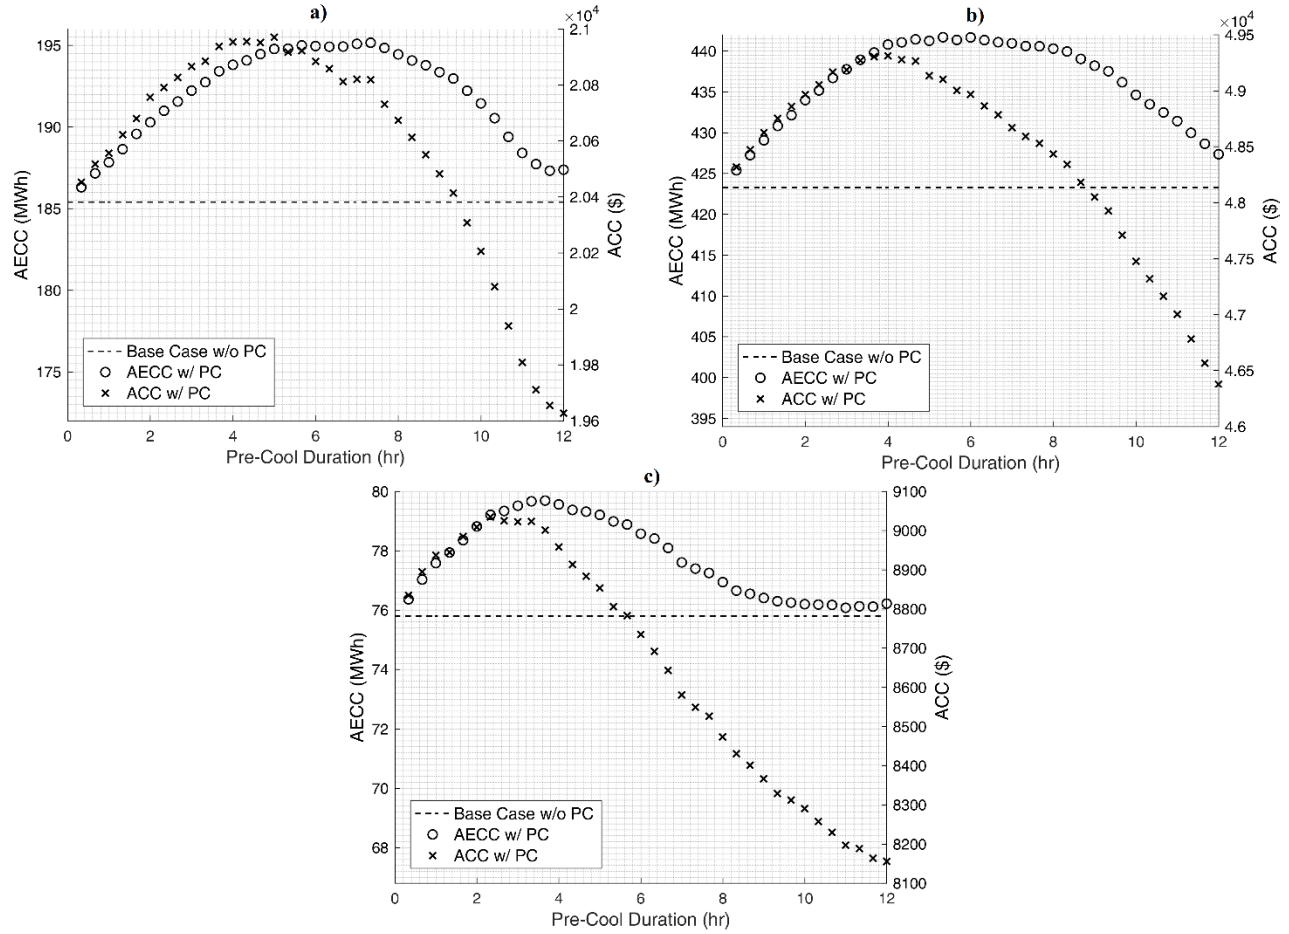 a)
×10⁴
195
190
185
180
175
AECC (MWh)
2.1
2.08
2.06
2.04
2.02
2
1.98
1.96
ACC ($)
Base Case w/o PC
AECC w/ PC
ACC w/ PC
0 2 4 6 8 10 12
Pre-Cool Duration (hr)
b)
×10⁴
440
435
430
425
420
415
410
405
400
395
AECC (MWh)
4.95
4.9
4.85
4.8
4.75
4.7
4.65
4.6
ACC ($)
Base Case w/o PC
AECC w/ PC
ACC w/ PC
0 2 4 6 8 10 12
Pre-Cool Duration (hr)
c)
80
78
76
74
72
70
68
AECC (MWh)
9100
9000
8900
8800
8700
8600
8500
8400
8300
8200
8100
ACC ($)
Base Case w/o PC
AECC w/ PC
ACC w/ PC
0 2 4 6 8 10 12
Pre-Cool Duration (hr)